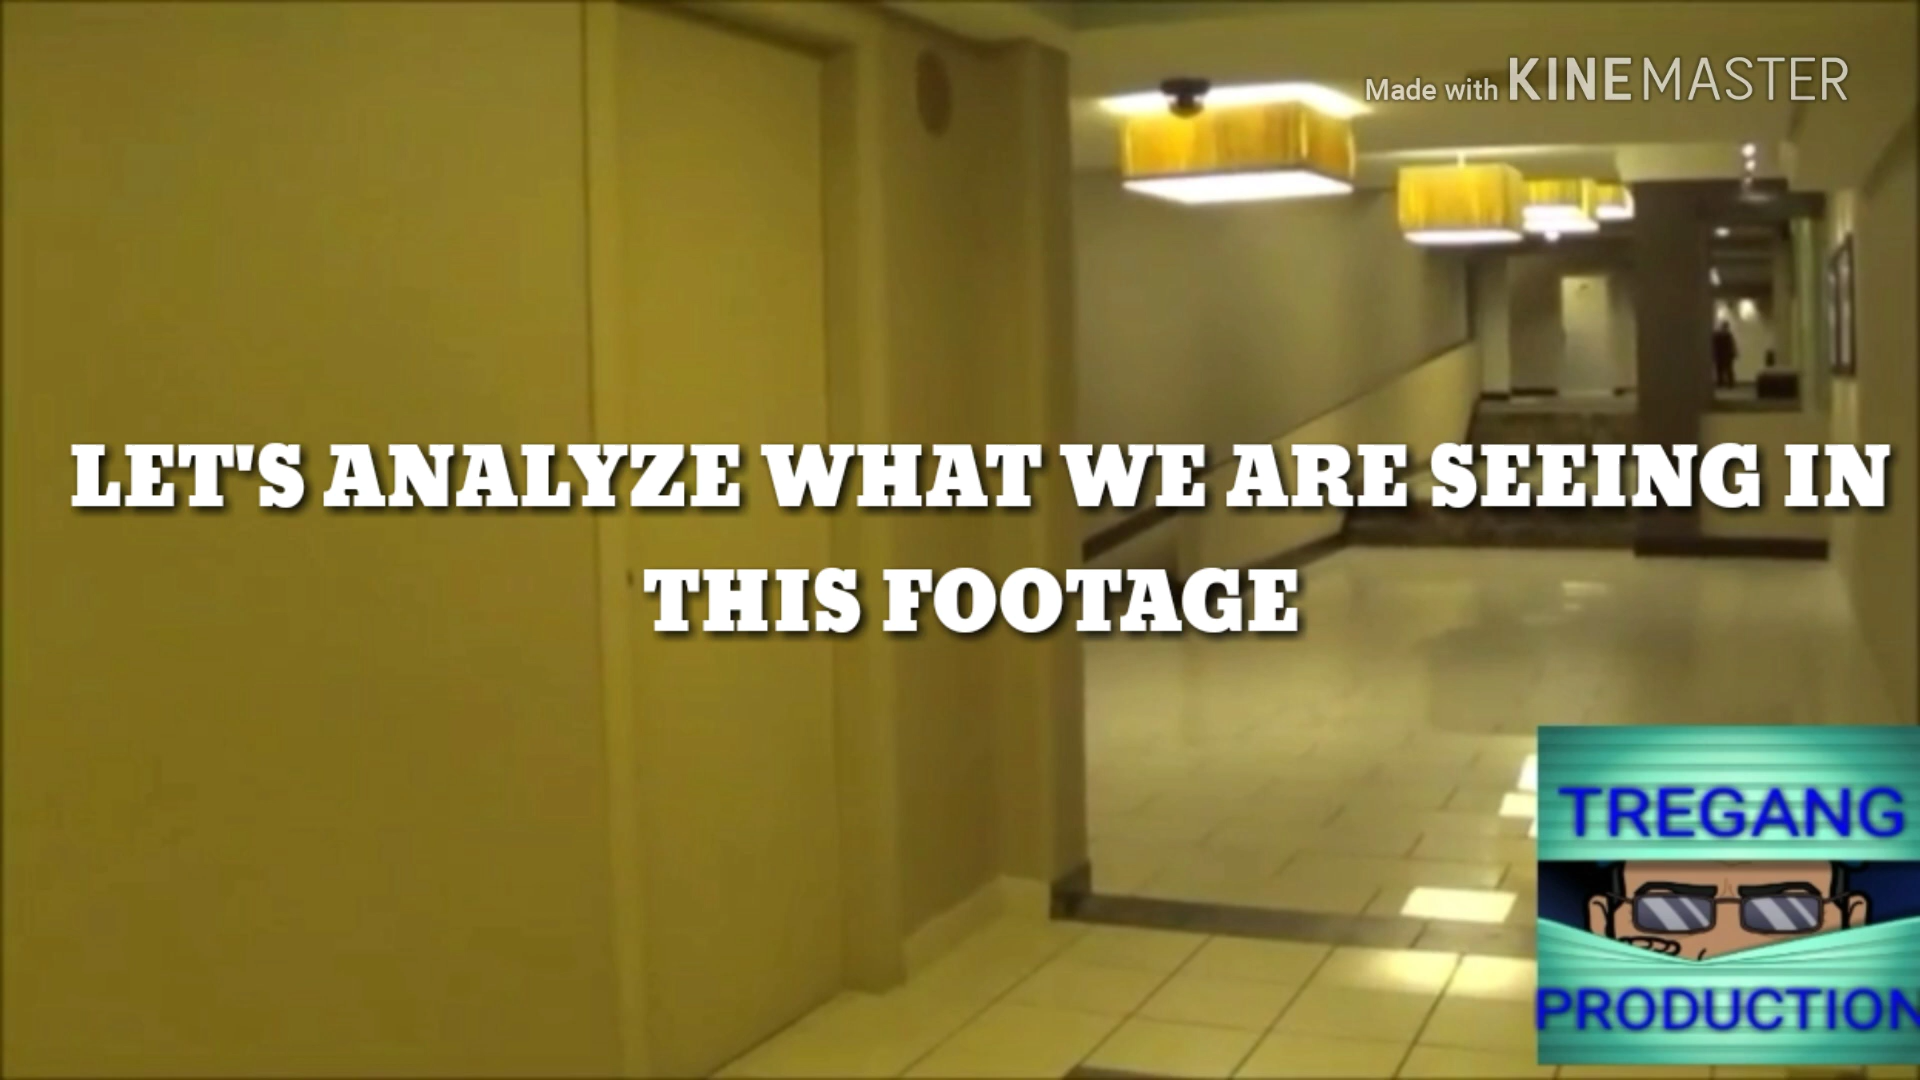 Made with KINEMASTER
LET'S ANALYZE WHAT WE ARE SEEING IN
THIS FOOTAGE
TREGANG
PRODUCTION